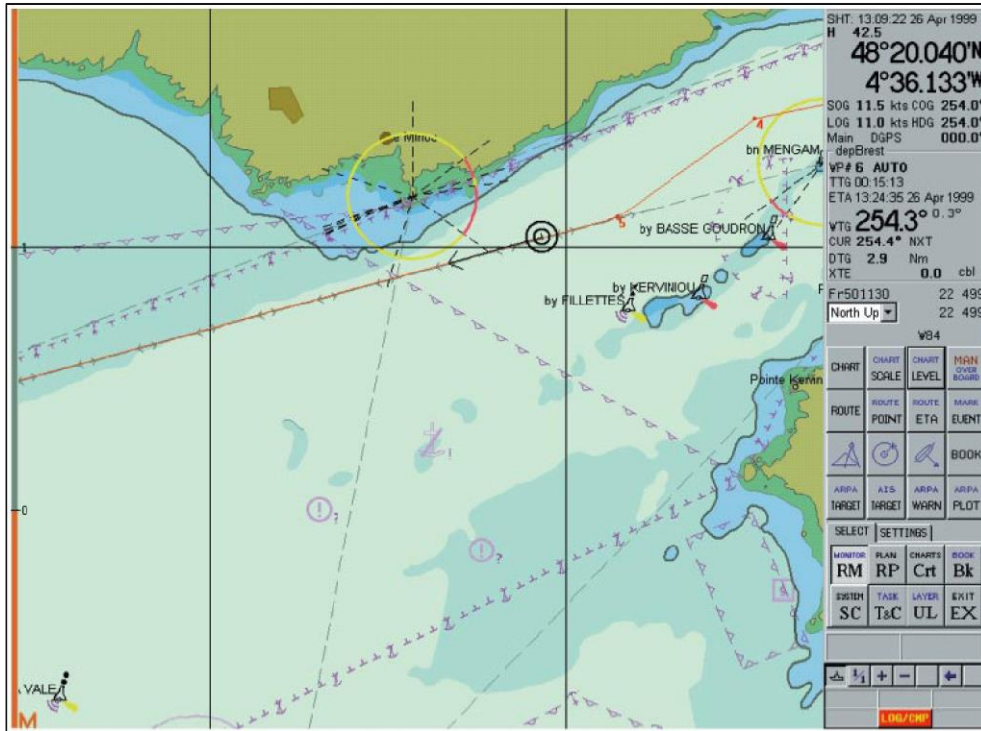 SHT: 13:09:22 26 Apr 1999
H 42.5
48°20.040'N
4°36.133'W
SOG 11.5 kts COG 254.0°
LOG 11.0 kts HDG 254.0°
Main DGPS 000.0°
depBrest
WP# 6 AUTO
TTG 00:15:13
ETA 13:24:35 26 Apr 1999
WTG 254.3° 0.3°
CUR 254.4° NXT
DTG 2.9 Nm
XTE 0.0 cbl
Fr501130 22 499
North Up 22 499
W84
CHART
CHART SCALE
CHART LEVEL
MAN OVER BOARD
ROUTE
ROUTE POINT
ROUTE ETA
MARK EVENT
BOOK
ARPA TARGET
AIS TARGET
ARPA WARN
ARPA PLOT
SELECT SETTINGS
MONITOR RM
PLAN RP
CHARTS Crt
BOOK Bk
SYSTEM SC
TASK T&C
LAYER UL
EXIT EX
1/1 + -
LOG/CMP
Minou
bn MENGAM
4
5
by BASSE GOUDRON
by KERVINIOU
by FILLETTES
Pointe
VALE
1
0
M